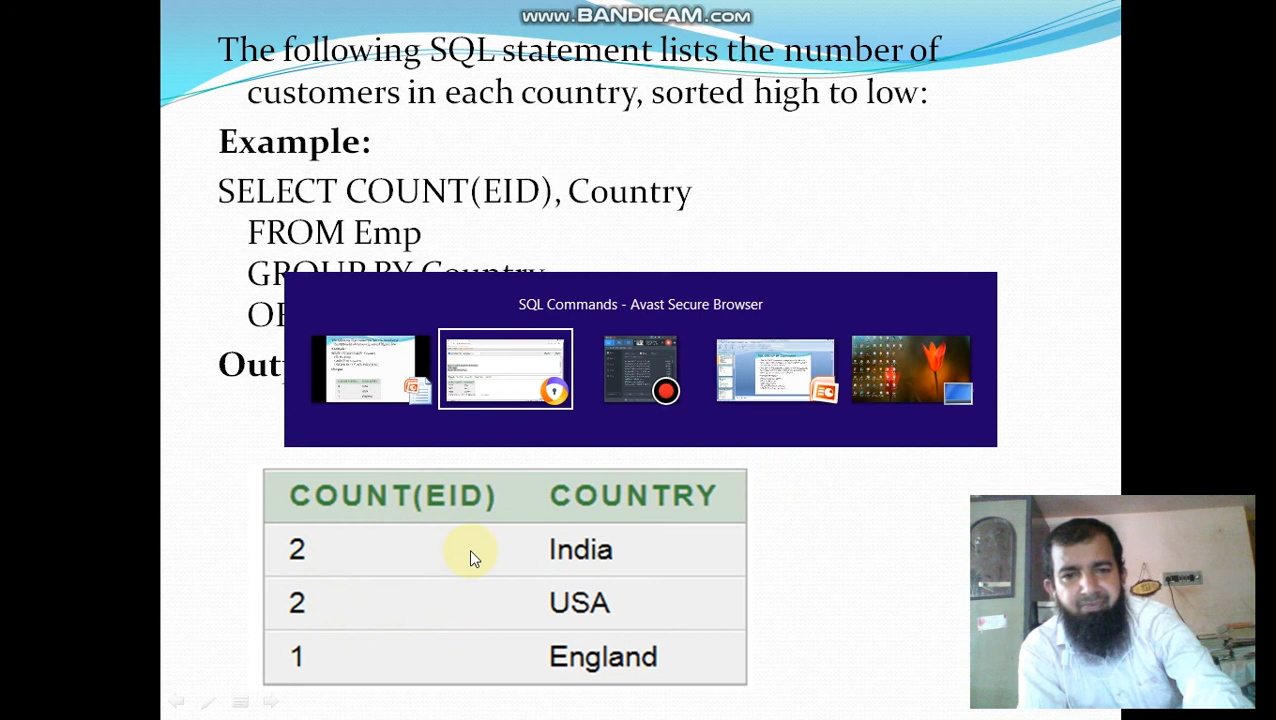 www.BANDICAM.com
The following SQL statement lists the number of
customers in each country, sorted high to low:
Example:
SELECT COUNT(EID), Country
FROM Emp
GROUP BY Country
SQL Commands - Avast Secure Browser
COUNT(EID) COUNTRY
2 India
2 USA
1 England